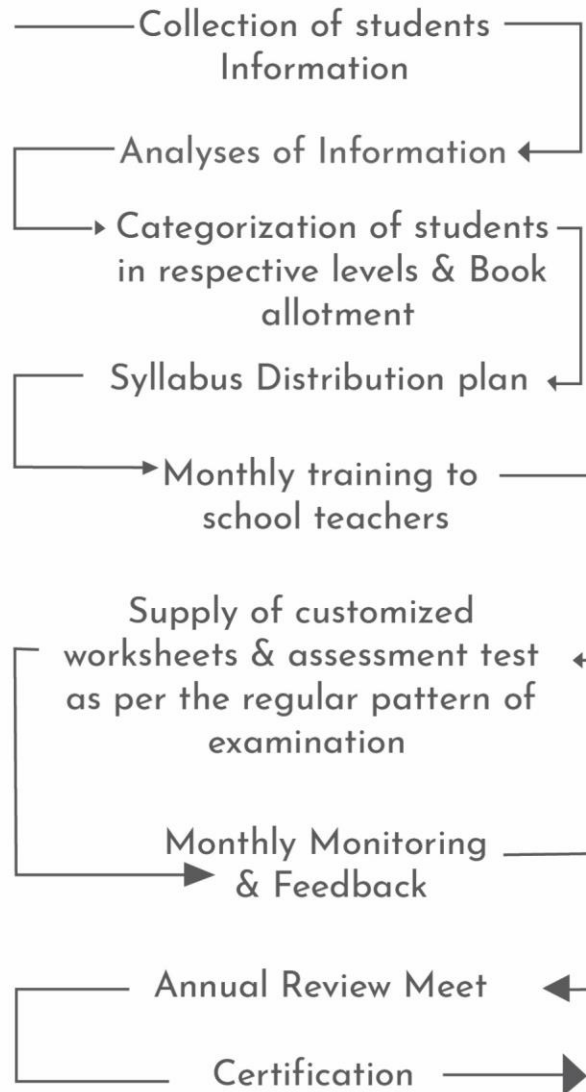 Collection of students
Information
Analyses of Information
Categorization of students
in respective levels & Book
allotment
Syllabus Distribution plan
Monthly training to
school teachers
Supply of customized
worksheets & assessment test
as per the regular pattern of
examination
Monthly Monitoring
& Feedback
Annual Review Meet
Certification